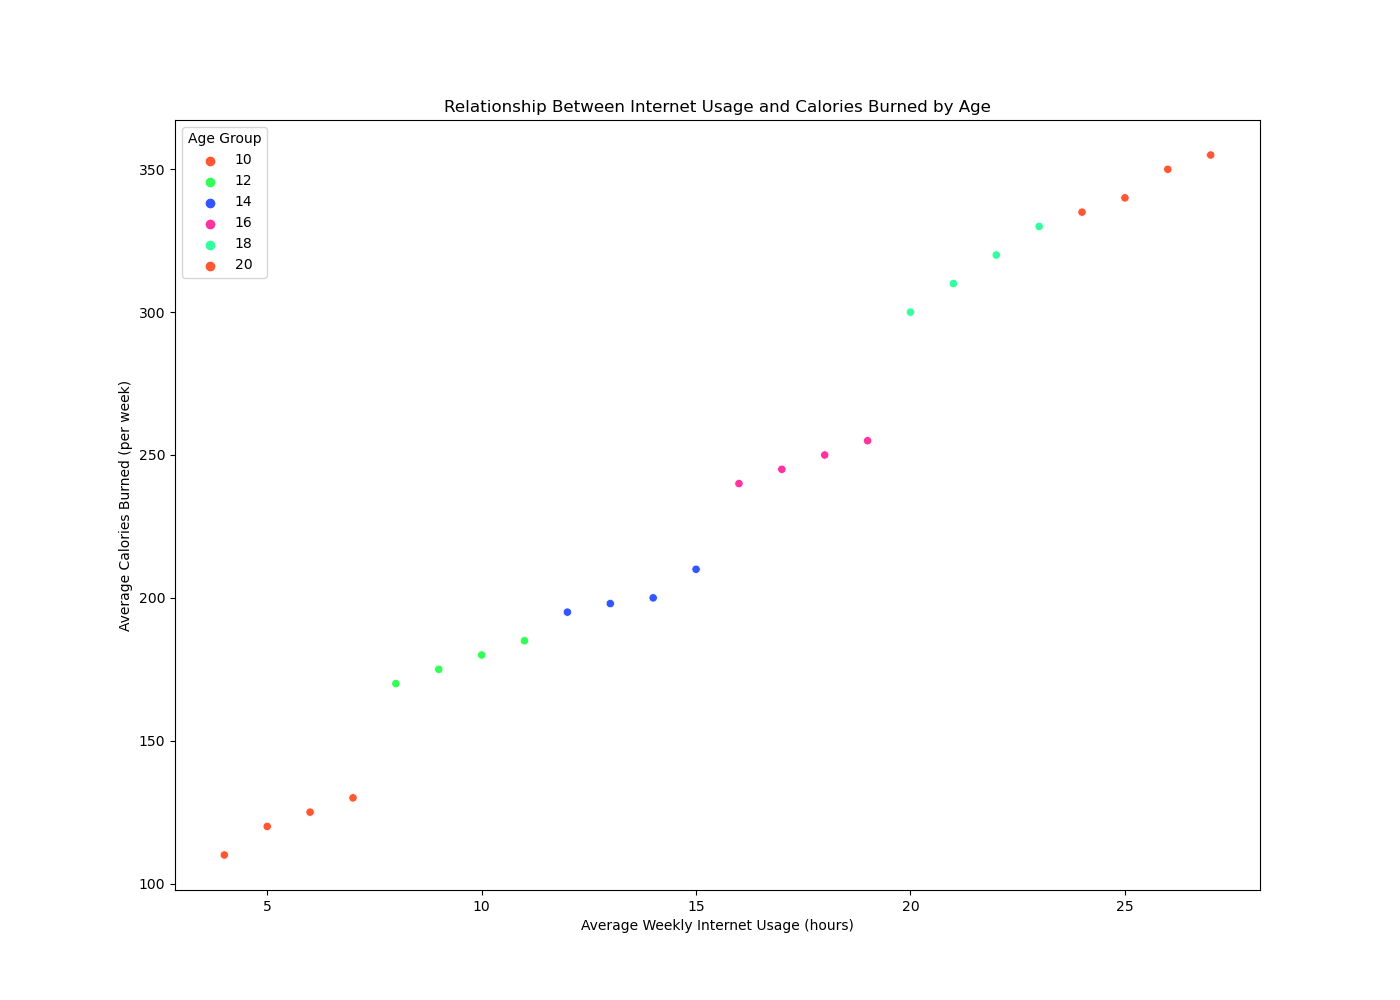 Relationship Between Internet Usage and Calories Burned by Age
Age Group
10
12
14
16
18
20
350
300
250
200
150
100
Average Calories Burned (per week)
5 10 15 20 25
Average Weekly Internet Usage (hours)